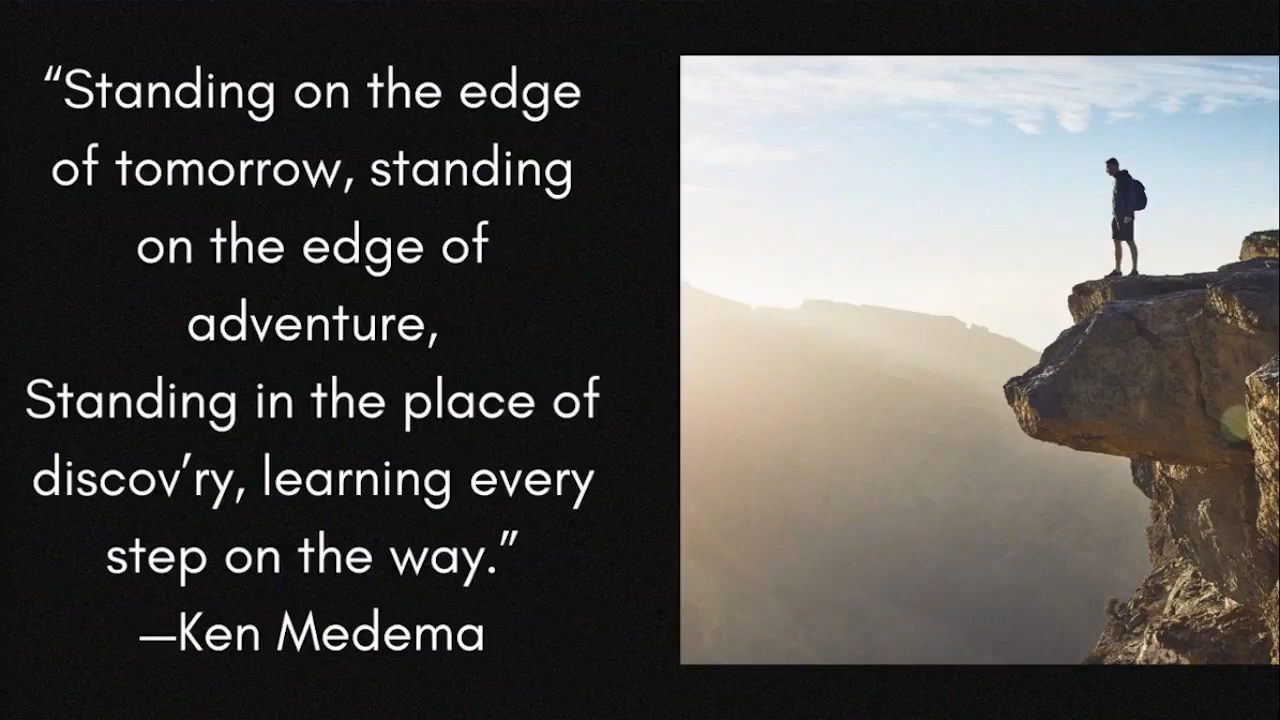 “Standing on the edge
of tomorrow, standing
on the edge of
adventure,
Standing in the place of
discov’ry, learning every
step on the way.”
—Ken Medema